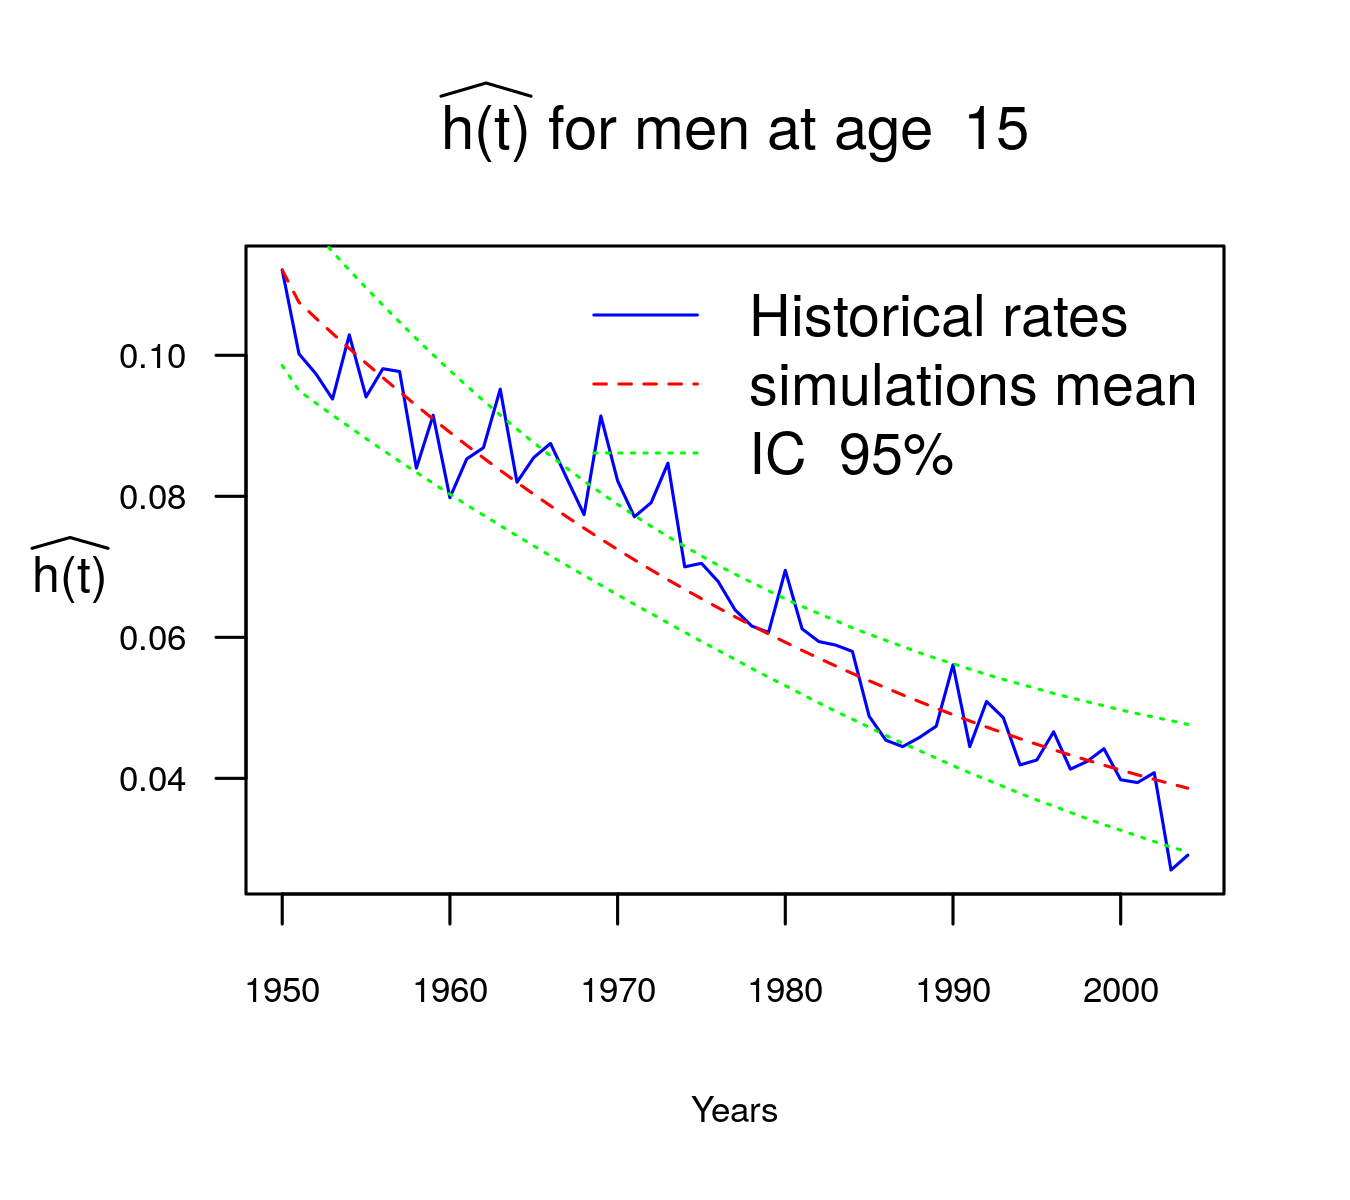 h(t) for men at age 15
Historical rates
simulations mean
IC 95%
0.10
0.08
0.06
0.04
h(t)
1950 1960 1970 1980 1990 2000
Years